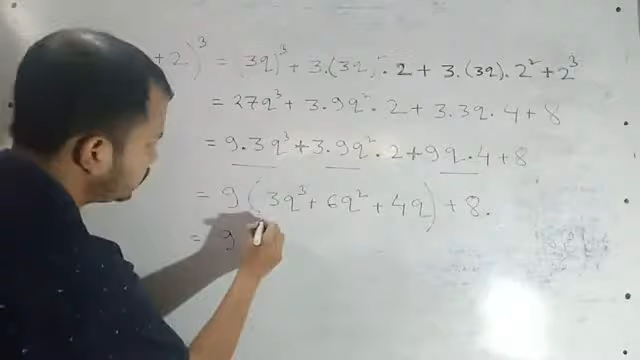 + 2)³ = (3q)³ + 3.(3q)². 2 + 3.(3q). 2² + 2³
= 27q³ + 3.9q². 2 + 3.3q. 4 + 8
= 9.3q³ + 3.9q². 2 + 9q. 4 + 8
= 9 (3q³ + 6q² + 4q) + 8.
= 9